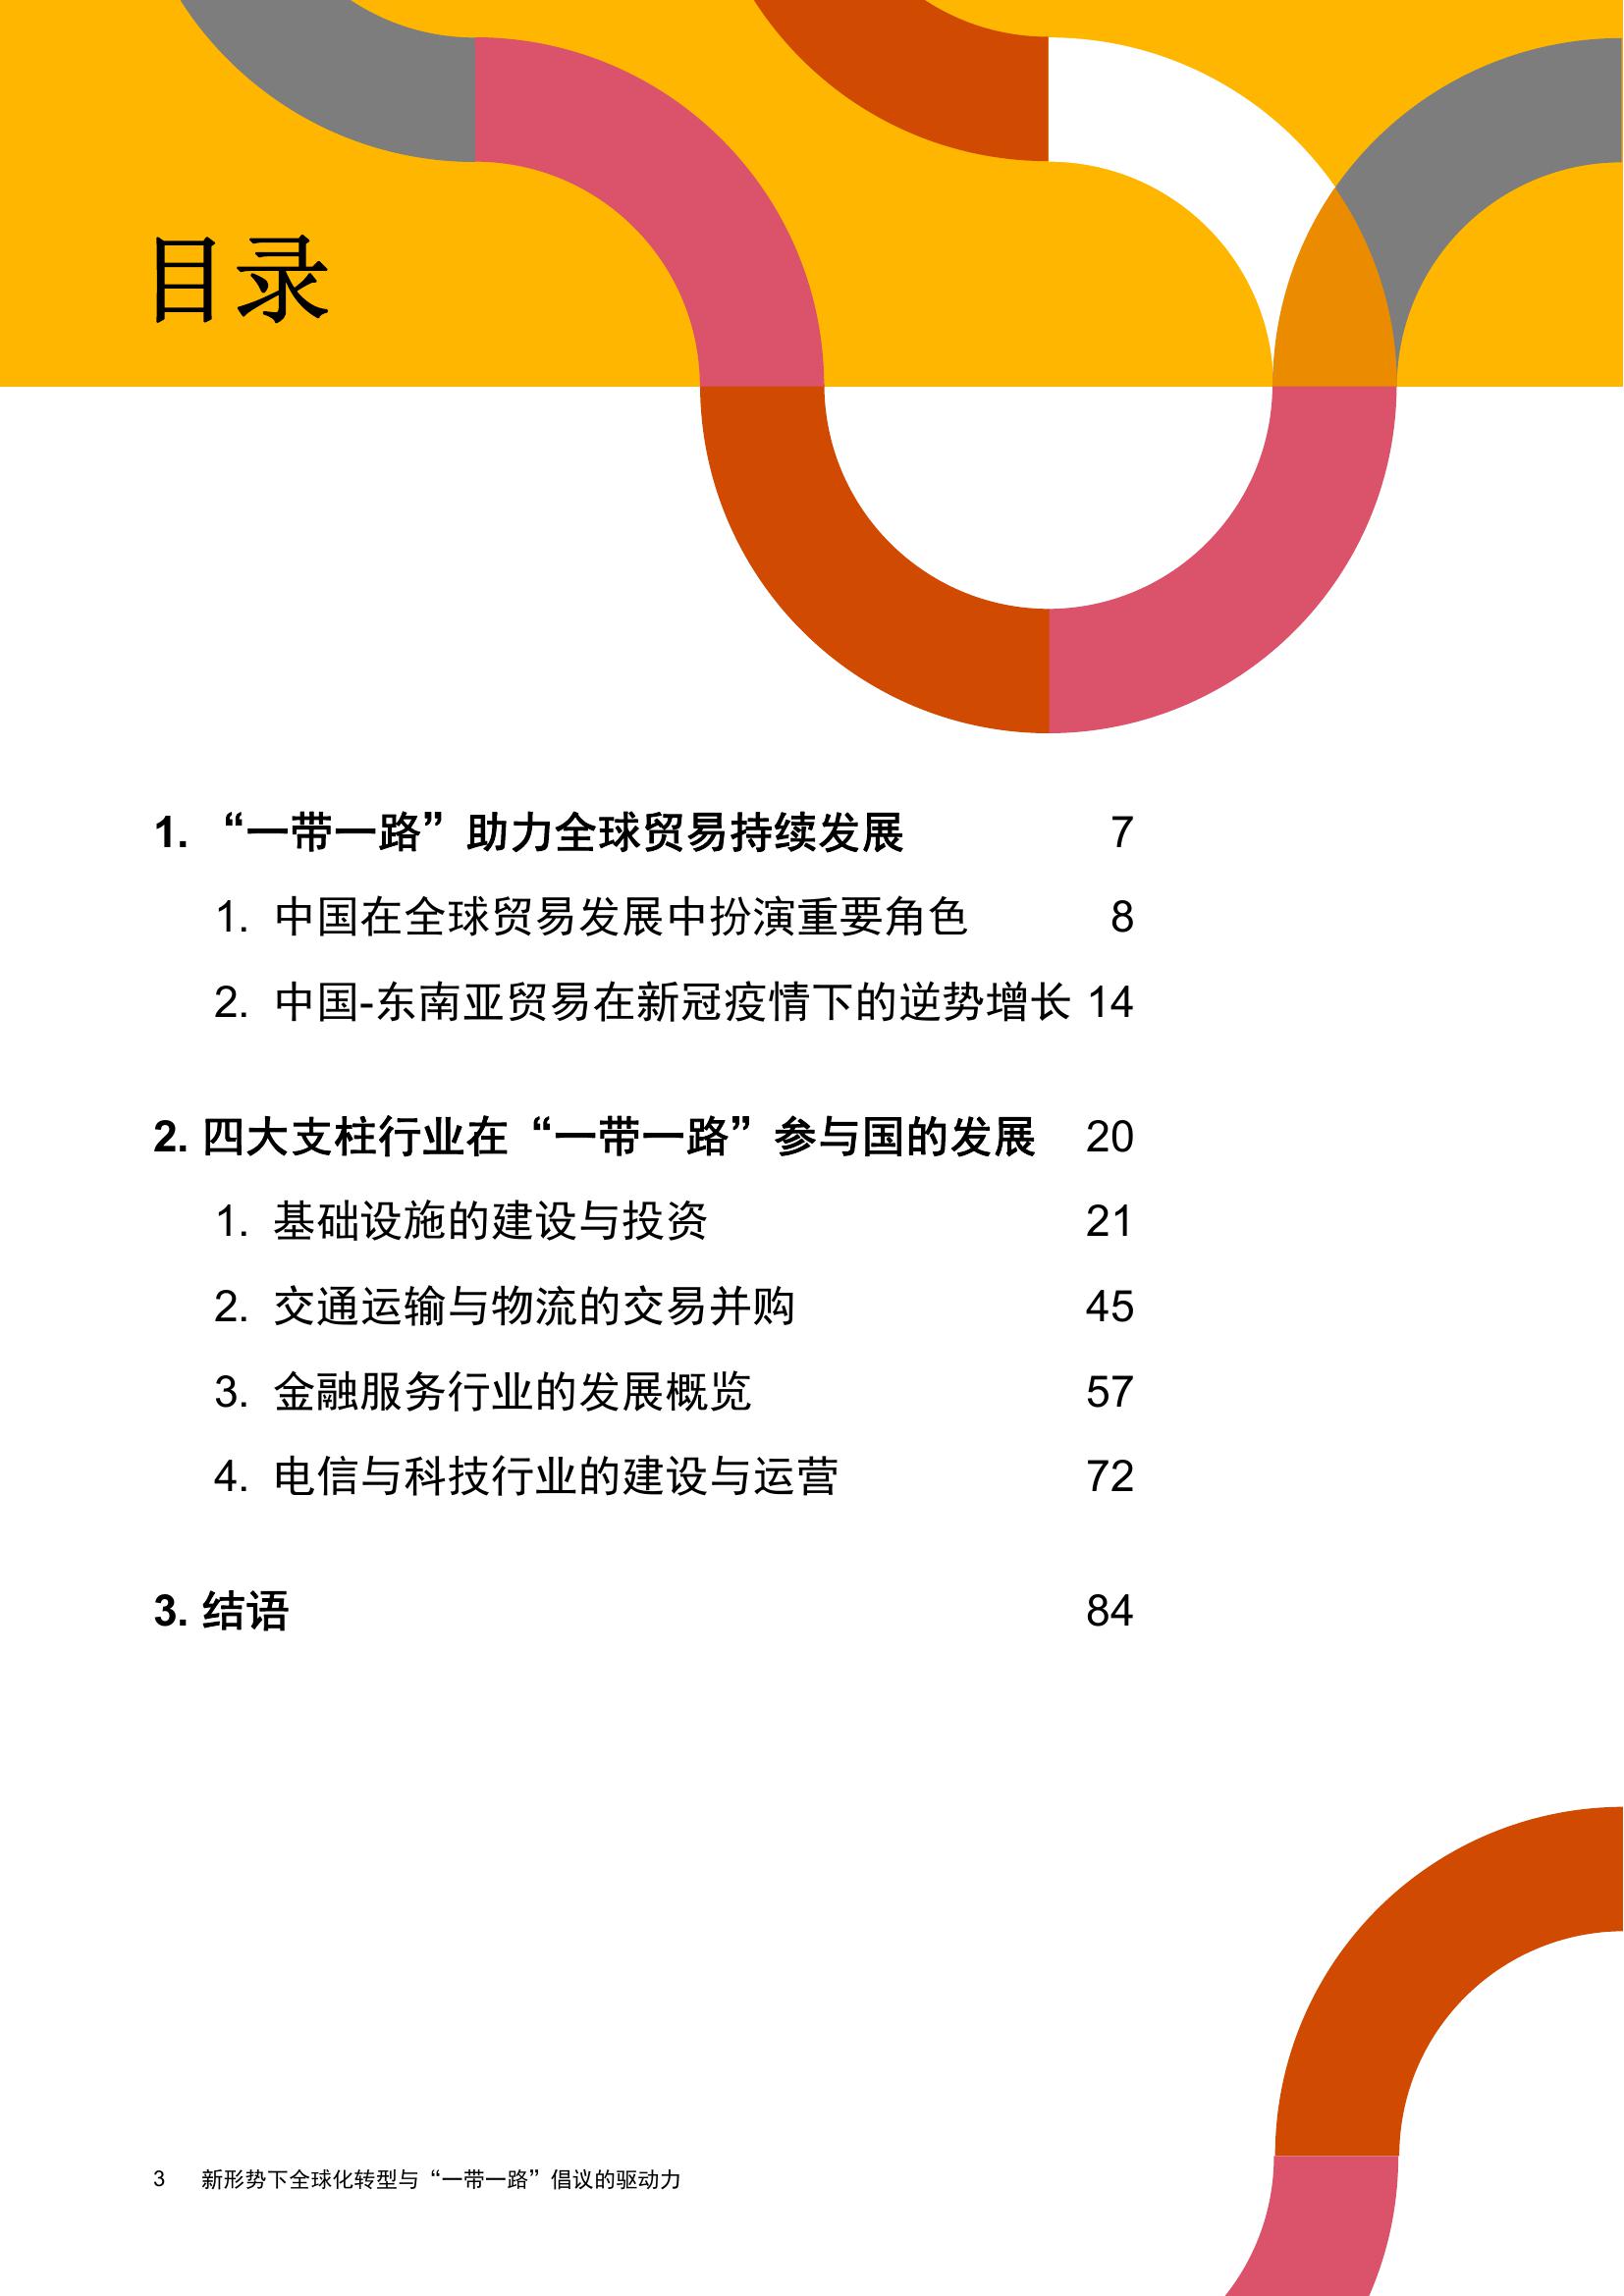 目录
1. “一带一路”助力全球贸易持续发展 7
1. 中国在全球贸易发展中扮演重要角色 8
2. 中国-东南亚贸易在新冠疫情下的逆势增长 14
2. 四大支柱行业在“一带一路”参与国的发展 20
1. 基础设施的建设与投资 21
2. 交通运输与物流的交易并购 45
3. 金融服务行业的发展概览 57
4. 电信与科技行业的建设与运营 72
3. 结语 84
3 新形势下全球化转型与“一带一路”倡议的驱动力